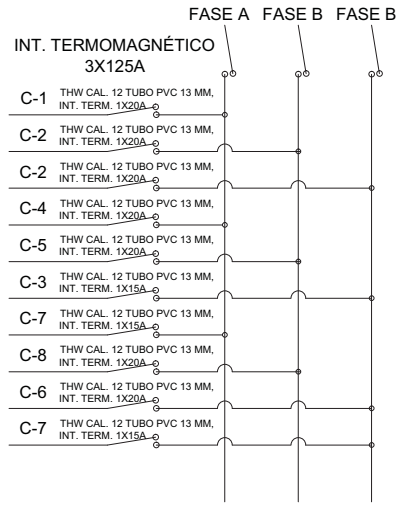 FASE A FASE B FASE B
INT. TERMOMAGNÉTICO
3X125A
C-1 THW CAL. 12 TUBO PVC 13 MM,
INT. TERM. 1X20A
C-2 THW CAL. 12 TUBO PVC 13 MM,
INT. TERM. 1X20A
C-2 THW CAL. 12 TUBO PVC 13 MM,
INT. TERM. 1X20A
C-4 THW CAL. 12 TUBO PVC 13 MM,
INT. TERM. 1X20A
C-5 THW CAL. 12 TUBO PVC 13 MM,
INT. TERM. 1X20A
C-3 THW CAL. 12 TUBO PVC 13 MM,
INT. TERM. 1X15A
C-7 THW CAL. 12 TUBO PVC 13 MM,
INT. TERM. 1X15A
C-8 THW CAL. 12 TUBO PVC 13 MM,
INT. TERM. 1X20A
C-6 THW CAL. 12 TUBO PVC 13 MM,
INT. TERM. 1X20A
C-7 THW CAL. 12 TUBO PVC 13 MM,
INT. TERM. 1X15A